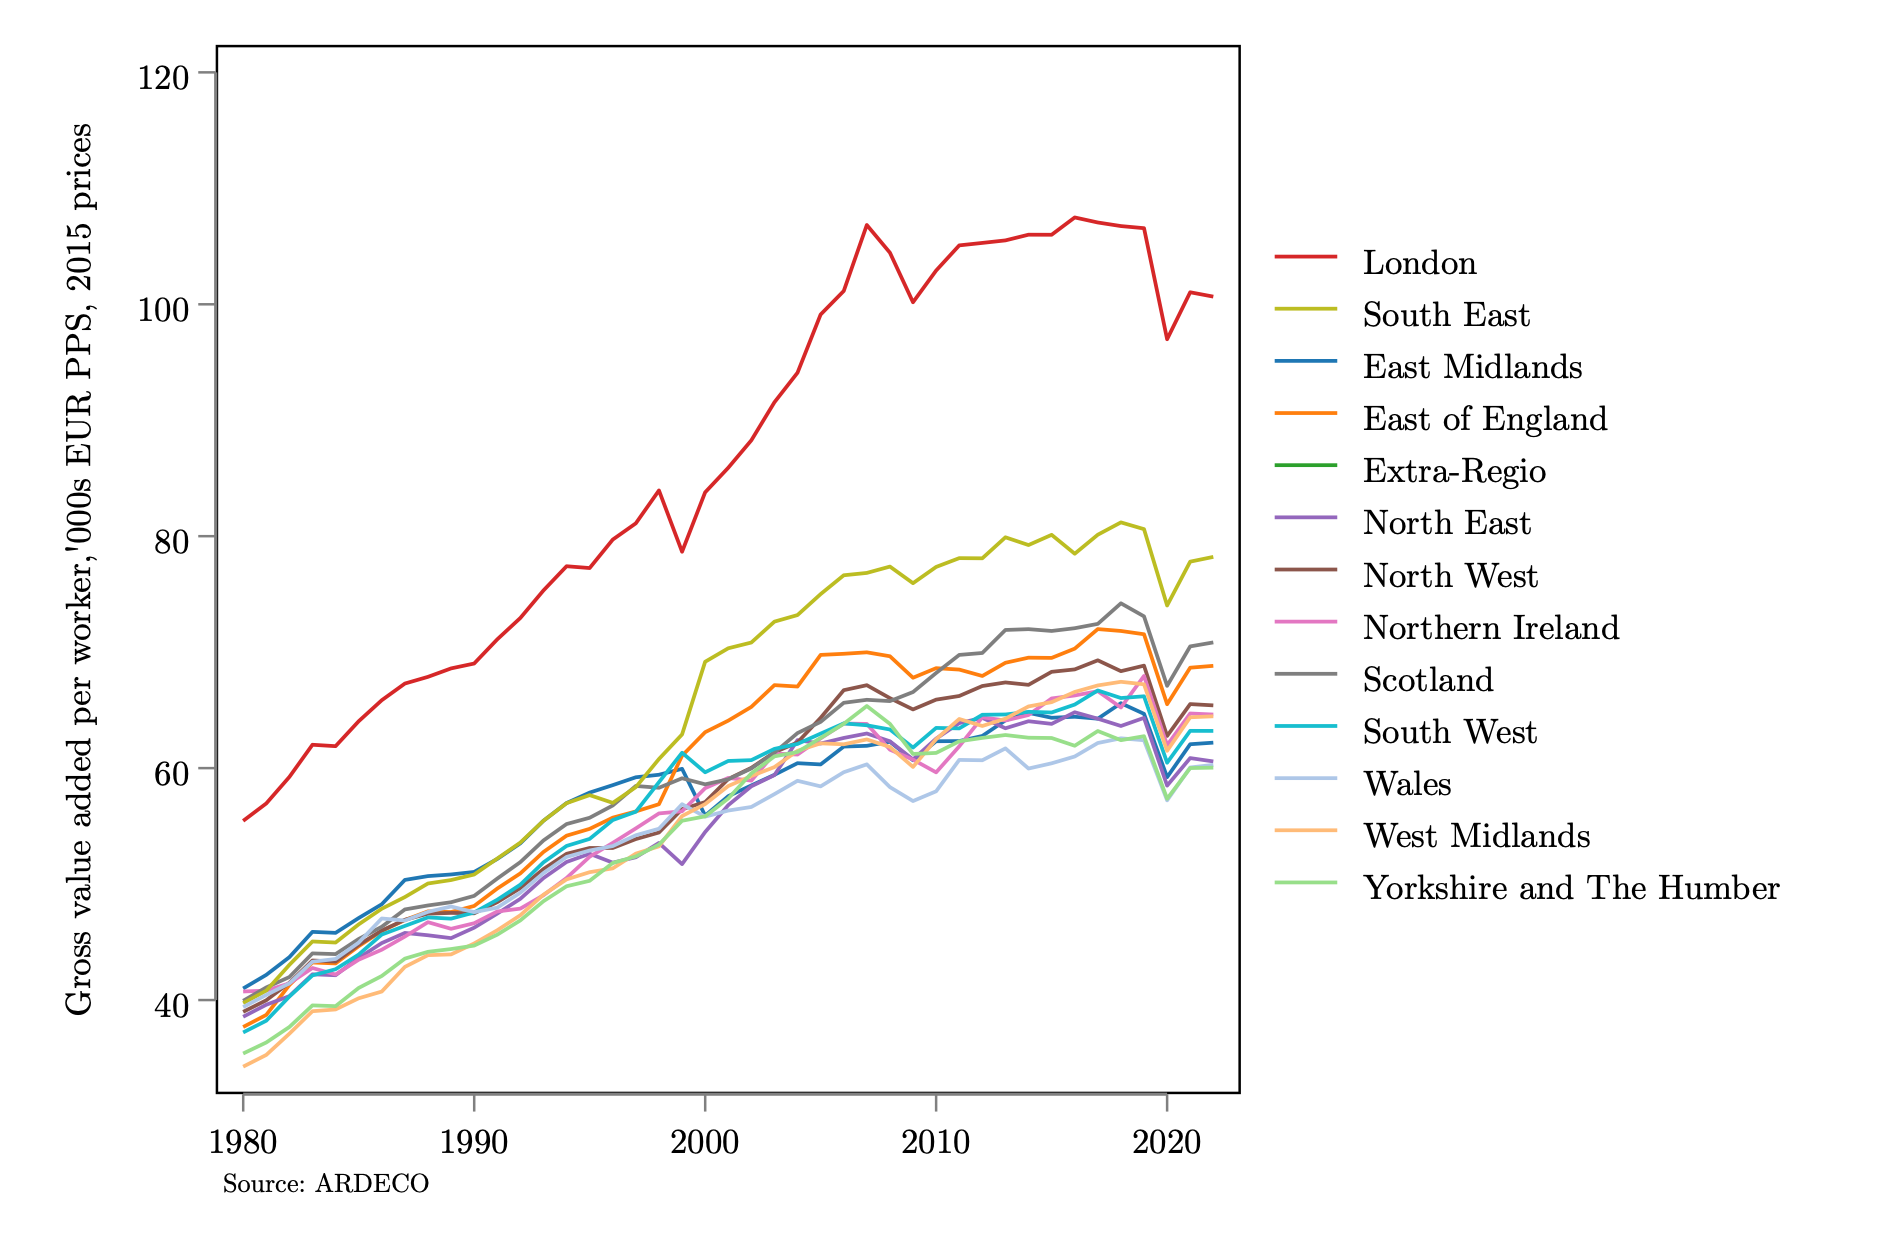 Gross value added per worker,'000s EUR PPS, 2015 prices
120
100
80
60
40
1980 1990 2000 2010 2020
Source: ARDECO
London
South East
East Midlands
East of England
Extra-Regio
North East
North West
Northern Ireland
Scotland
South West
Wales
West Midlands
Yorkshire and The Humber